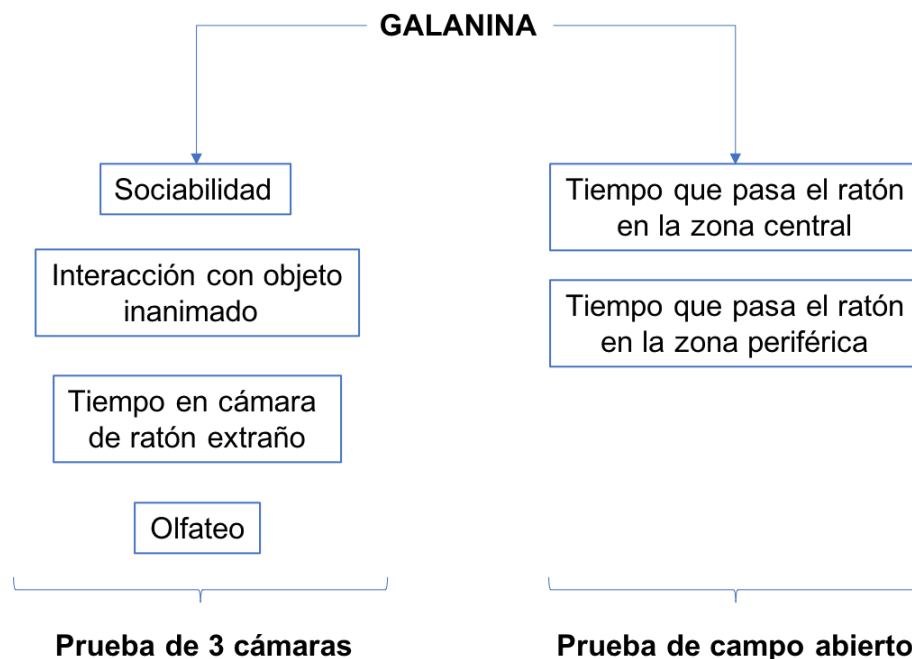 GALANINA
Sociabilidad
Interacción con objeto
inanimado
Tiempo en cámara
de ratón extraño
Olfateo
Prueba de 3 cámaras
Tiempo que pasa el ratón
en la zona central
Tiempo que pasa el ratón
en la zona periférica
Prueba de campo abierto